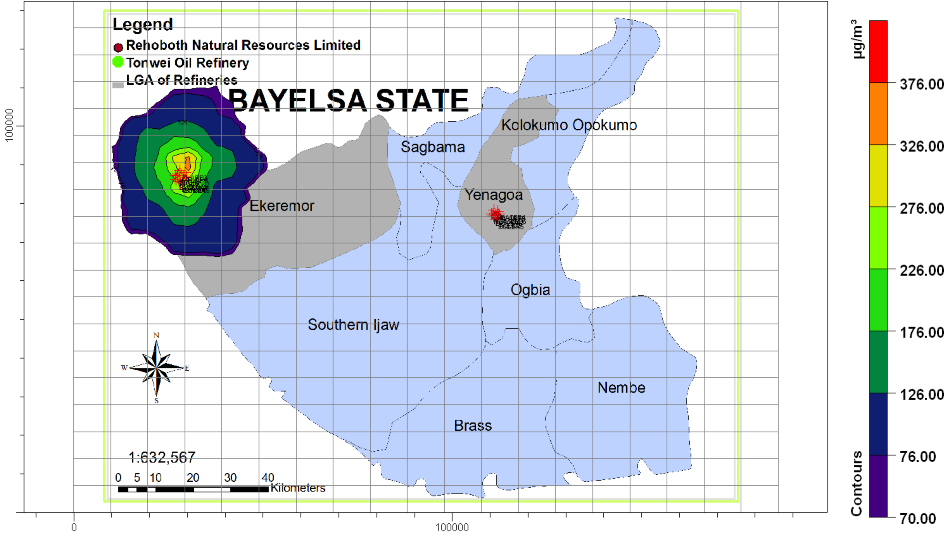 Legend
Rehoboth Natural Resources Limited
Tonwei Oil Refinery
LGA of Refineries
BAYELSA STATE
Kolokumo Opokumo
Sagbama
Yenagoa
Ekeremor
Ogbia
Southern Ijaw
Nembe
Brass
N
W E
S
1:632,567
0 5 10 20 30 40
Kilometers
100000
0 100000
µg/m³
376.00
326.00
276.00
226.00
176.00
126.00
76.00
70.00
Contours